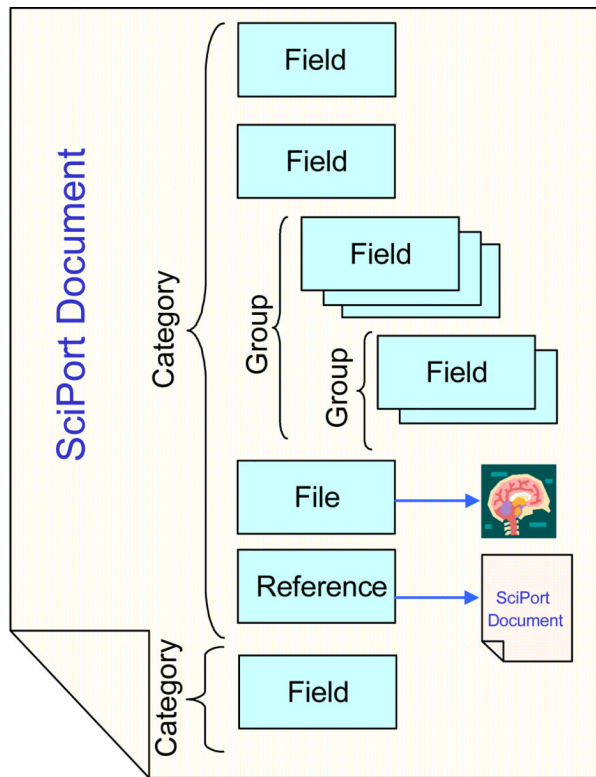 SciPort Document
Category
Field
Field
Group
Field
Group
Field
File
Reference
SciPort
Document
Category
Field